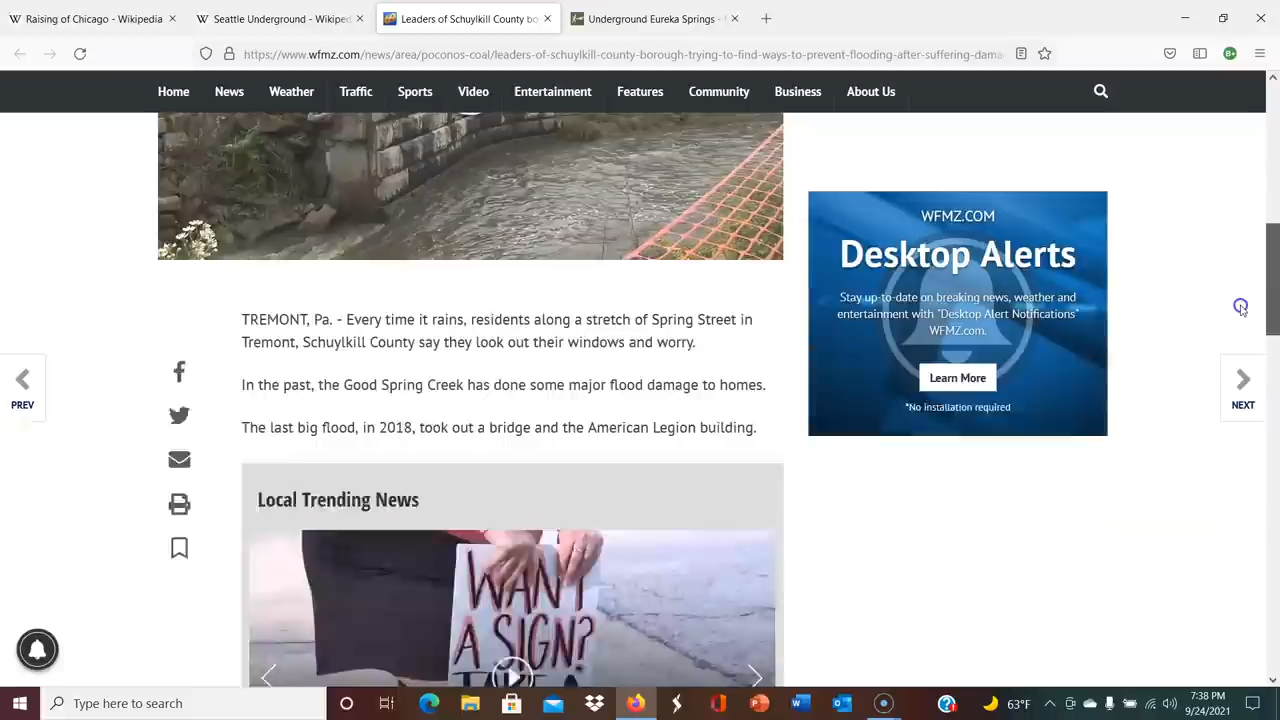 Raising of Chicago - Wikipedia
Seattle Underground - Wikiped
Leaders of Schuylkill County bo
Underground Eureka Springs -
https://www.wfmz.com/news/area/poconos-coal/leaders-of-schuylkill-county-borough-trying-to-find-ways-to-prevent-flooding-after-suffering-dama
Home News Weather Traffic Sports Video Entertainment Features Community Business About Us
WFMZ.COM
Desktop Alerts
Stay up-to-date on breaking news, weather and
entertainment with "Desktop Alert Notifications"
WFMZ.com.
Learn More
*No installation required
TREMONT, Pa. - Every time it rains, residents along a stretch of Spring Street in
Tremont, Schuylkill County say they look out their windows and worry.
In the past, the Good Spring Creek has done some major flood damage to homes.
The last big flood, in 2018, took out a bridge and the American Legion building.
PREV
NEXT
Local Trending News
WANT
A SIGN?
Type here to search
63°F
7:38 PM
9/24/2021